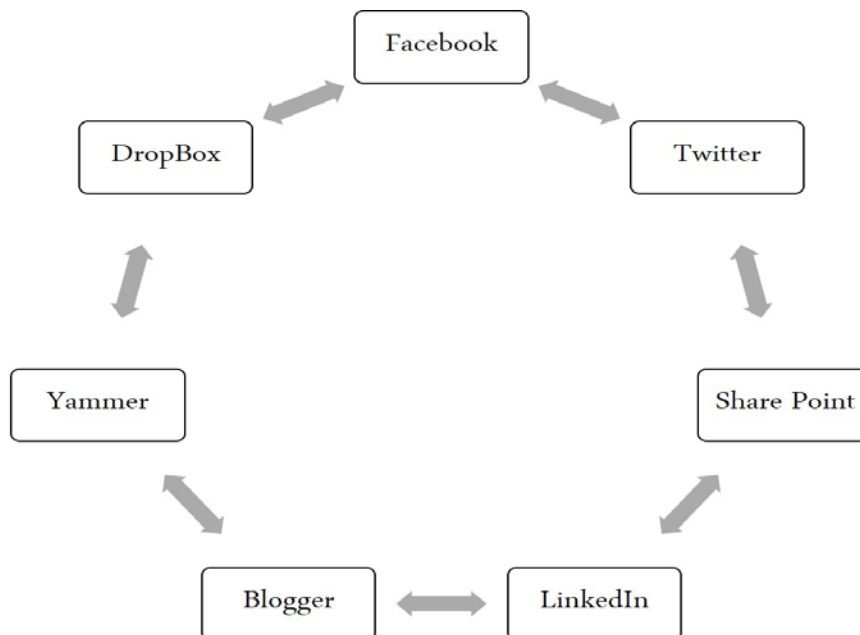 Facebook
DropBox
Twitter
Yammer
Share Point
Blogger
LinkedIn